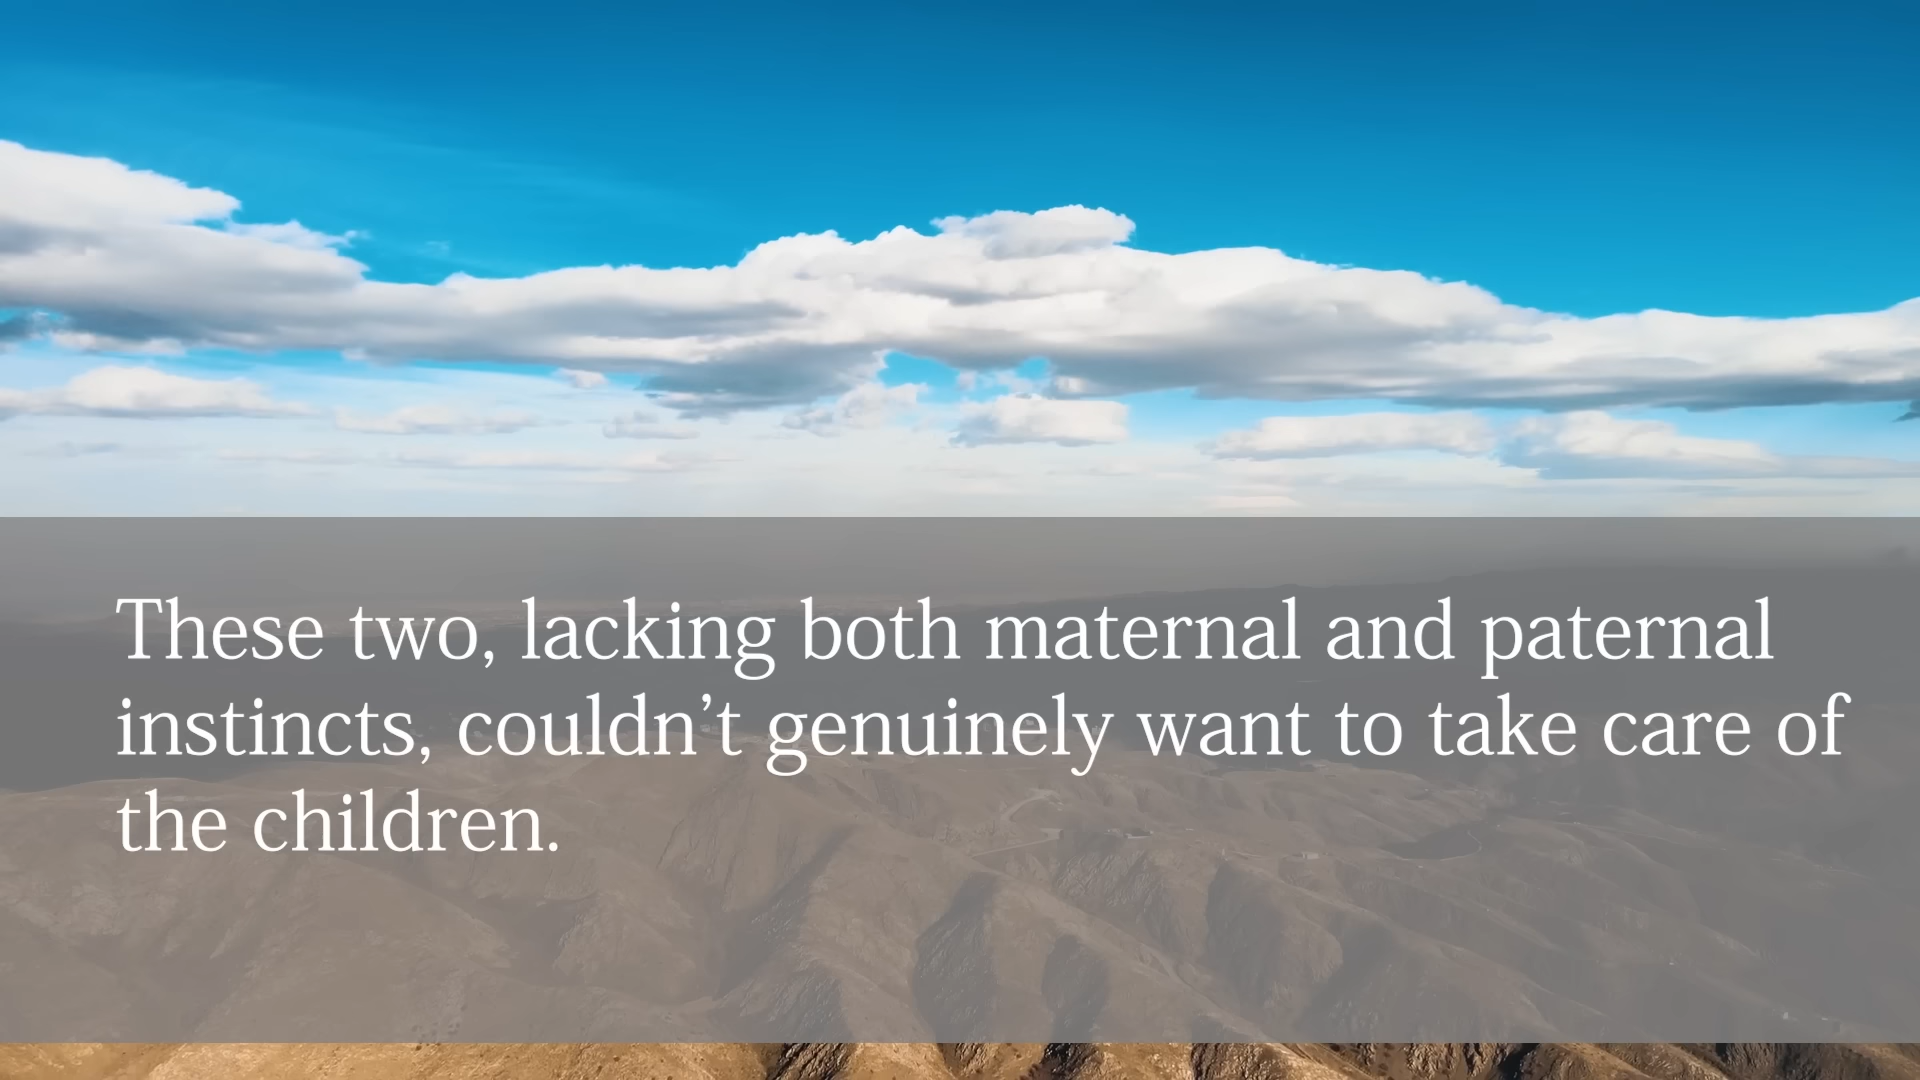 These two, lacking both maternal and paternal
instincts, couldn’t genuinely want to take care of
the children.